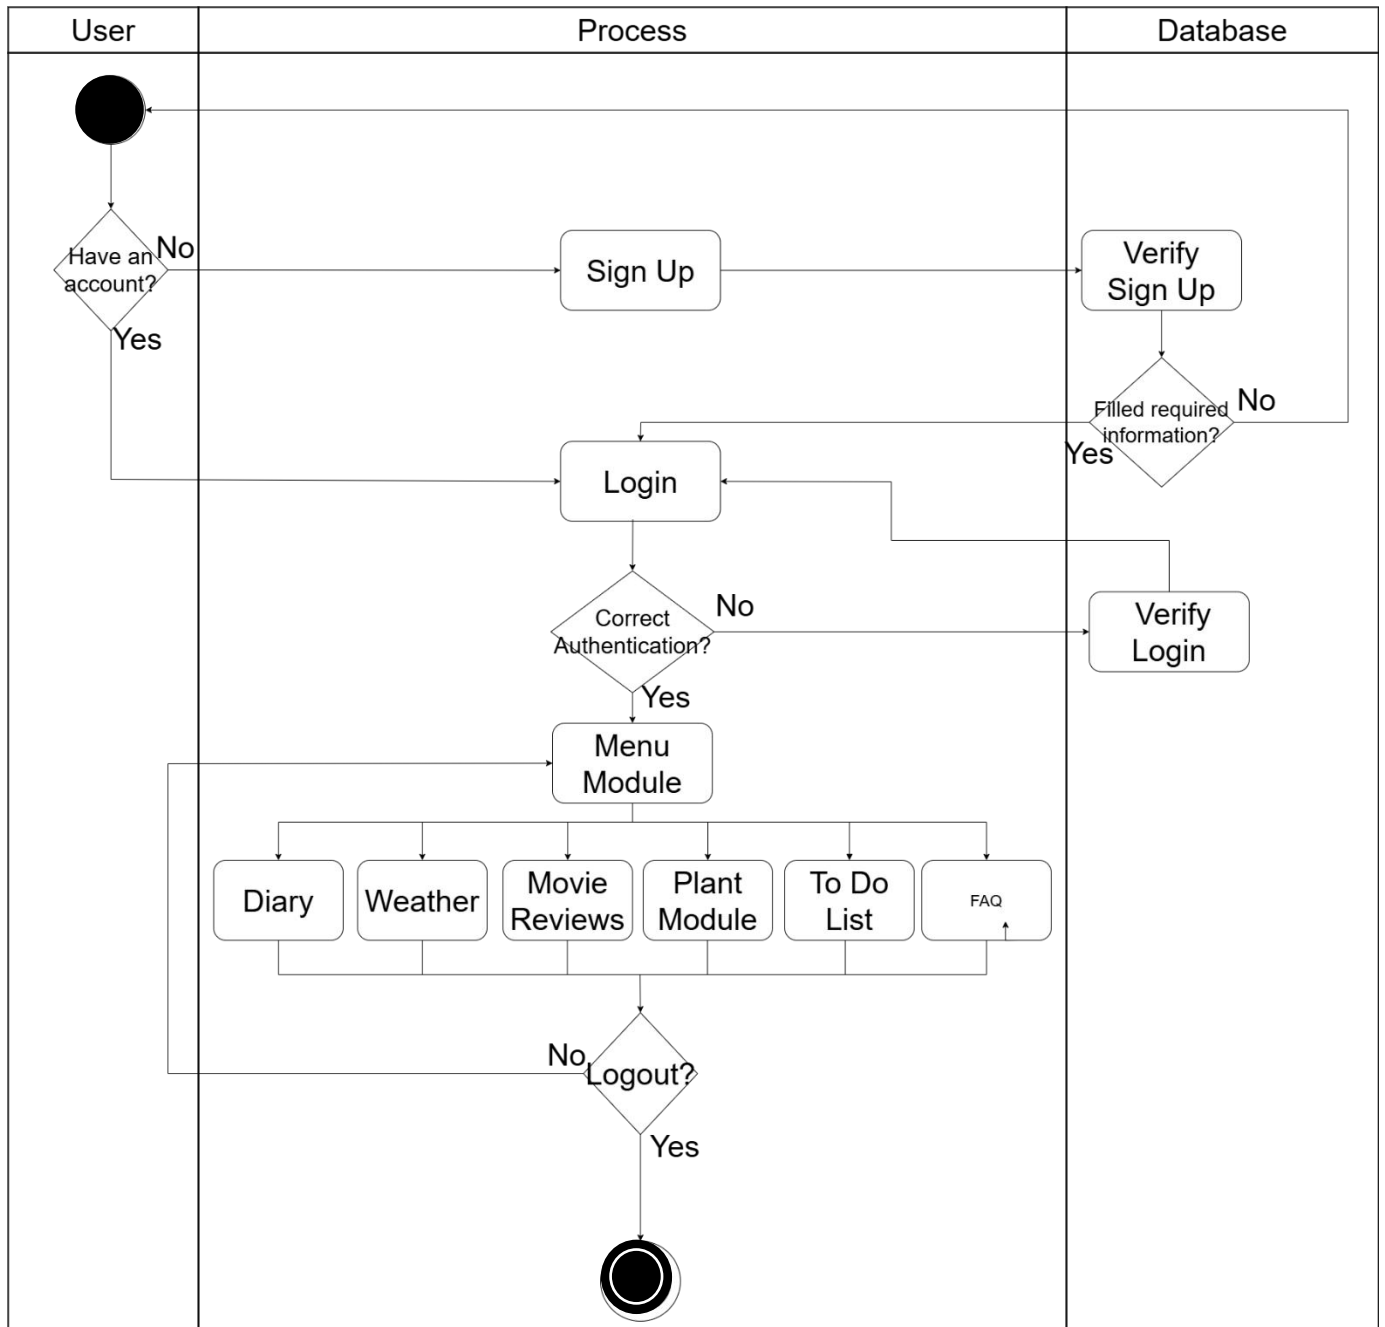 User
Process
Database
Have an
account?
No
Yes
Sign Up
Verify
Sign Up
Filled required
information?
No
Yes
Login
Correct
Authentication?
No
Yes
Verify
Login
Menu
Module
Diary
Weather
Movie
Reviews
Plant
Module
To Do
List
FAQ
No
Logout?
Yes